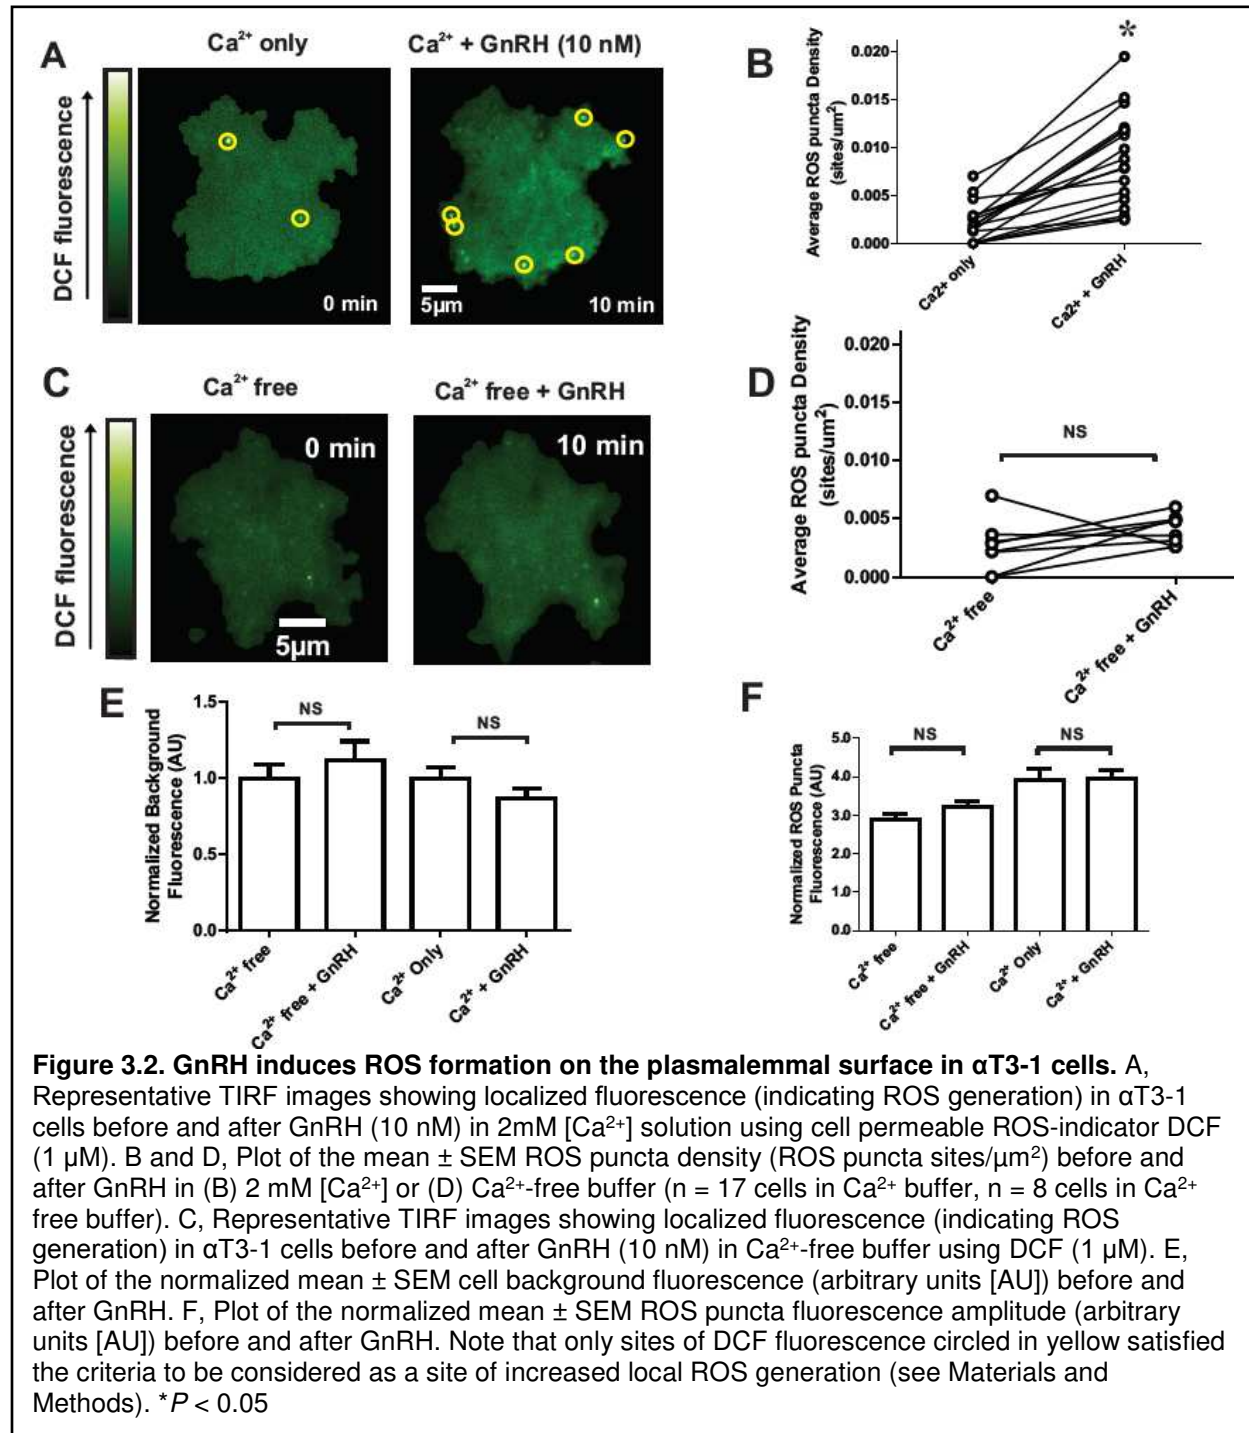 A
Ca²⁺ only
Ca²⁺ + GnRH (10 nM)
DCF fluorescence
0 min
5µm
10 min
B
*
Average ROS puncta Density
(sites/um²)
0.020
0.015
0.010
0.005
0.000
Ca2+ only
Ca2+ + GnRH
C
Ca²⁺ free
Ca²⁺ free + GnRH
DCF fluorescence
0 min
5µm
10 min
D
Average ROS puncta Density
(sites/um²)
0.020
0.015
0.010
0.005
0.000
NS
Ca²⁺ free
Ca²⁺ free + GnRH
E
Normalized Background
Fluorescence (AU)
1.5
1.0
0.5
0.0
NS
NS
Ca²⁺ free
Ca²⁺ free + GnRH
Ca²⁺ Only
Ca²⁺ + GnRH
F
Normalized ROS Puncta
Fluorescence (AU)
5.0
4.0
3.0
2.0
1.0
0.0
NS
NS
Ca²⁺ free
Ca²⁺ free + GnRH
Ca²⁺ Only
Ca²⁺ + GnRH
Figure 3.2. GnRH induces ROS formation on the plasmalemmal surface in αT3-1 cells. A,
Representative TIRF images showing localized fluorescence (indicating ROS generation) in αT3-1
cells before and after GnRH (10 nM) in 2mM [Ca²⁺] solution using cell permeable ROS-indicator DCF
(1 µM). B and D, Plot of the mean ± SEM ROS puncta density (ROS puncta sites/µm²) before and
after GnRH in (B) 2 mM [Ca²⁺] or (D) Ca²⁺-free buffer (n = 17 cells in Ca²⁺ buffer, n = 8 cells in Ca²⁺
free buffer). C, Representative TIRF images showing localized fluorescence (indicating ROS
generation) in αT3-1 cells before and after GnRH (10 nM) in Ca²⁺-free buffer using DCF (1 µM). E,
Plot of the normalized mean ± SEM cell background fluorescence (arbitrary units [AU]) before and
after GnRH. F, Plot of the normalized mean ± SEM ROS puncta fluorescence amplitude (arbitrary
units [AU]) before and after GnRH. Note that only sites of DCF fluorescence circled in yellow satisfied
the criteria to be considered as a site of increased local ROS generation (see Materials and
Methods). *P < 0.05